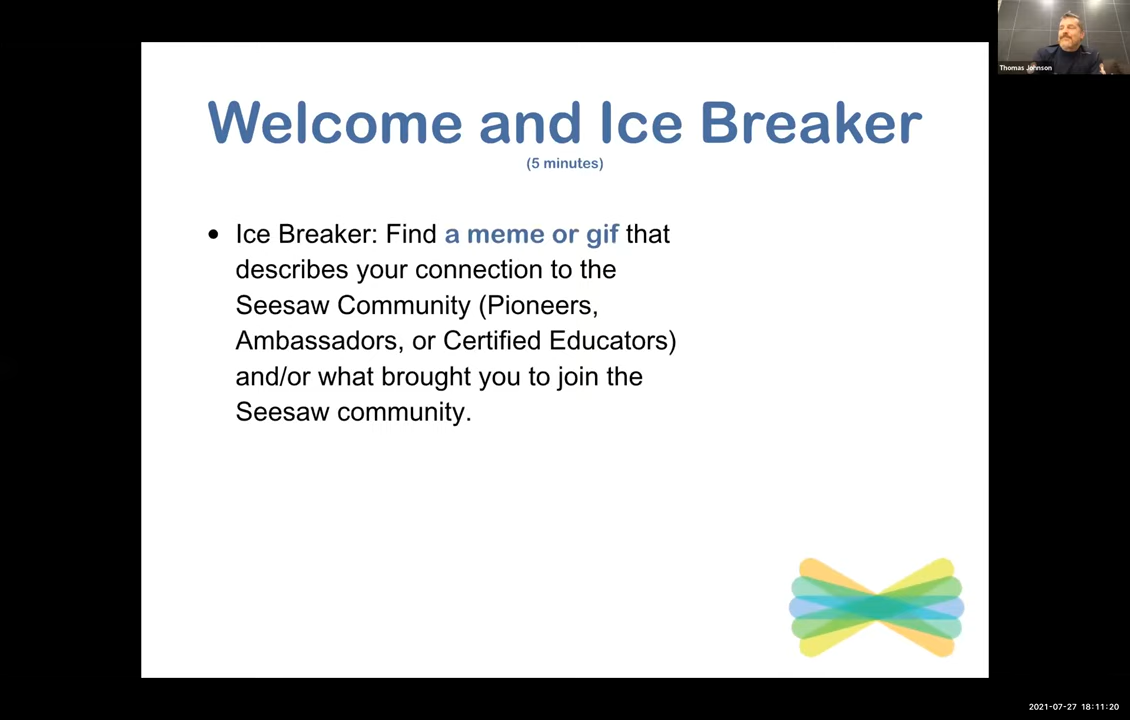 Thomas Johnson
Welcome and Ice Breaker
(5 minutes)
• Ice Breaker: Find a meme or gif that
describes your connection to the
Seesaw Community (Pioneers,
Ambassadors, or Certified Educators)
and/or what brought you to join the
Seesaw community.
2021-07-27 18:11:20